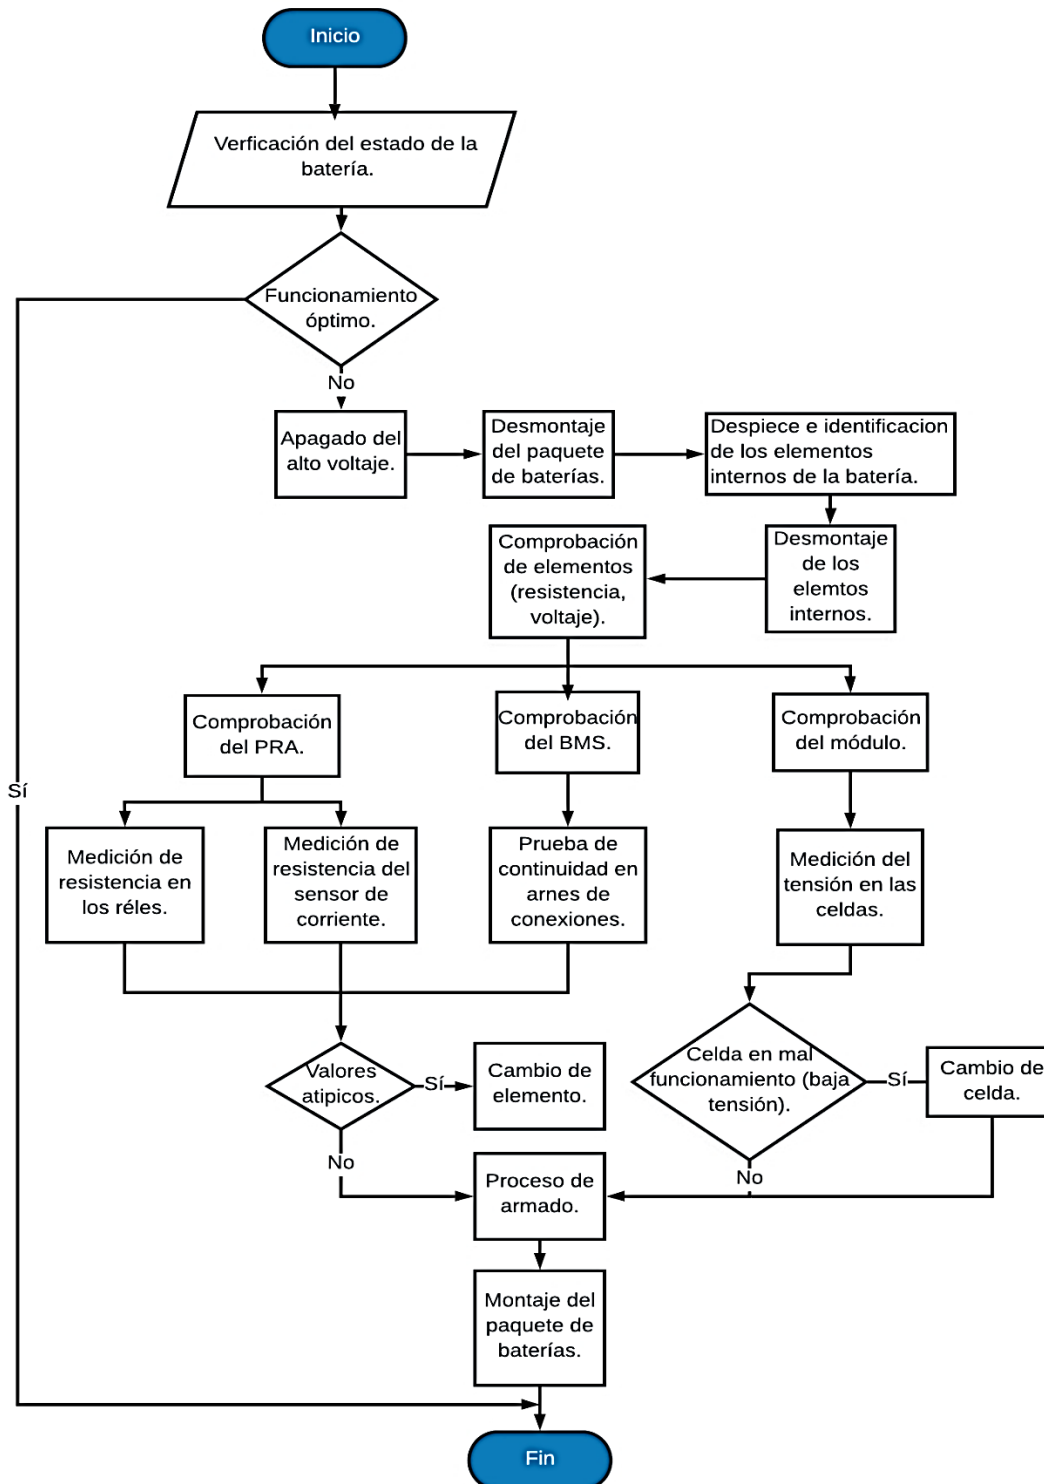 Inicio
Verficación del estado de la
batería.
Funcionamiento
óptimo.
No
Apagado del
alto voltaje.
Desmontaje
del paquete
de baterías.
Despiece e identificacion
de los elementos
internos de la batería.
Desmontaje
de los
elemtos
internos.
Comprobación
de elementos
(resistencia,
voltaje).
Comprobación
del PRA.
Comprobación
del BMS.
Comprobación
del módulo.
Sí
Medición de
resistencia en
los réles.
Medición de
resistencia del
sensor de
corriente.
Prueba de
continuidad en
arnes de
conexiones.
Medición del
tensión en las
celdas.
Valores
atipicos.
Sí
Cambio de
elemento.
Celda en mal
funcionamiento (baja
tensión).
Sí
Cambio de
celda.
No
No
Proceso de
armado.
Montaje del
paquete de
baterías.
Fin